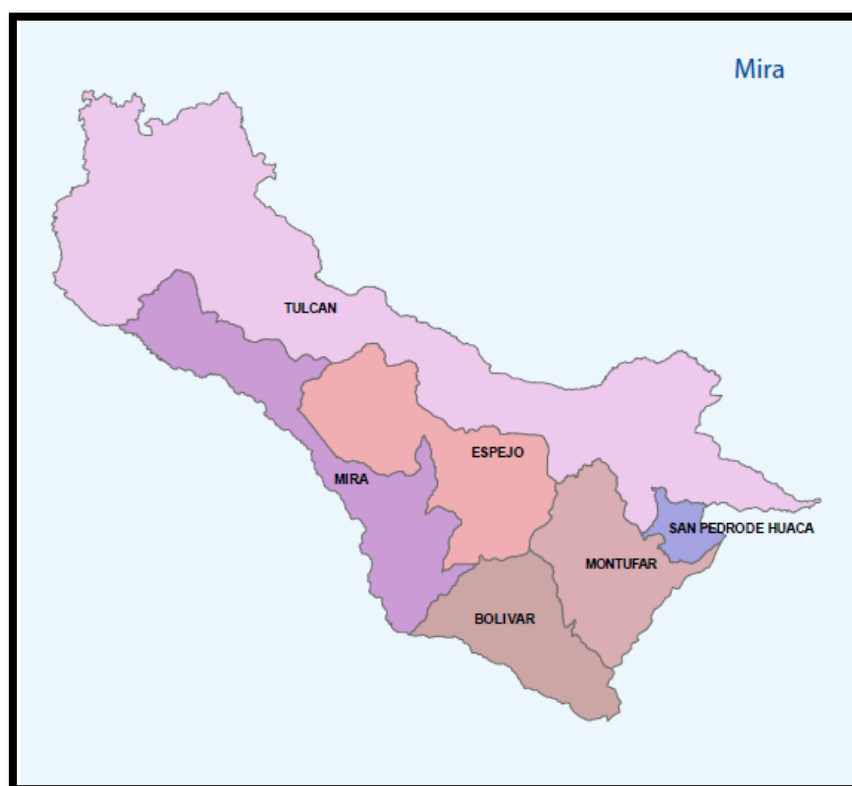 Mira
TULCAN
ESPEJO
MIRA
SAN PEDRODE HUACA
MONTUFAR
BOLIVAR